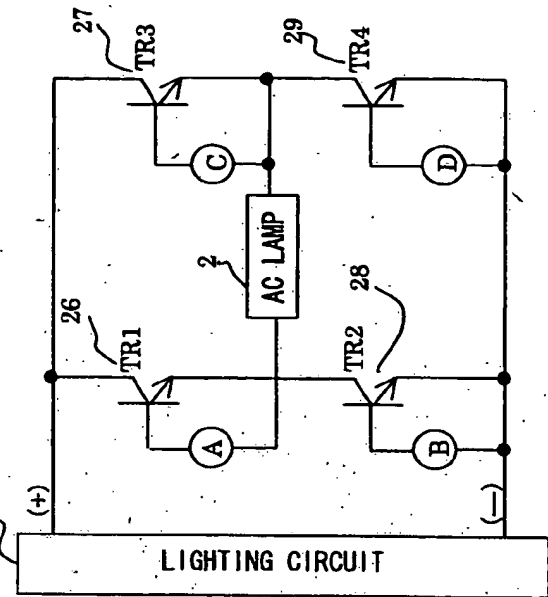 27
TR3
29
TR4
C
D
2
AC LAMP
26
TR1
28
TR2
A
B
(+)
(—)
LIGHTING CIRCUIT